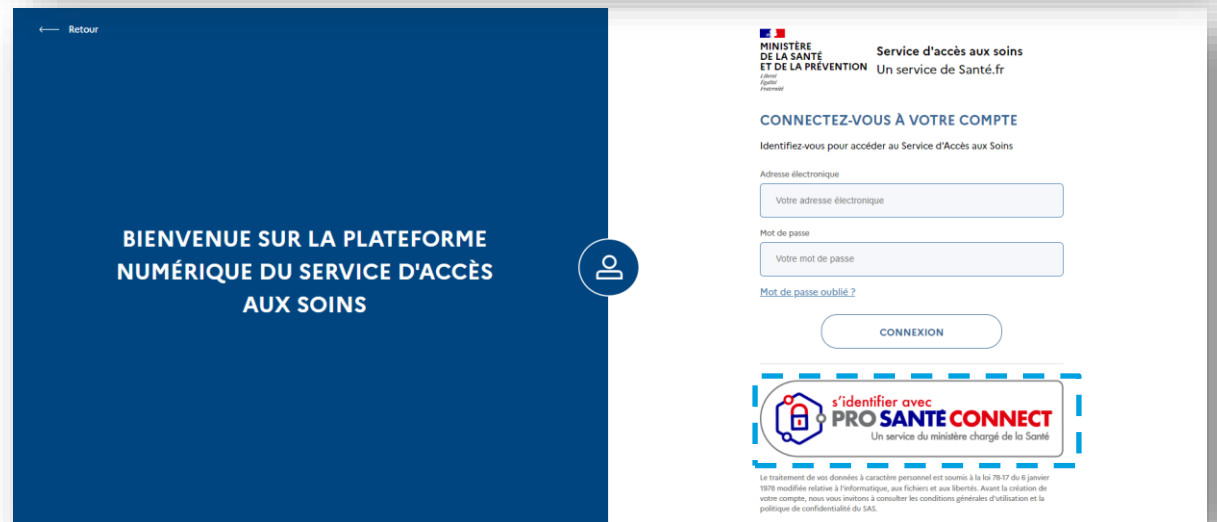 Retour
BIENVENUE SUR LA PLATEFORME
NUMÉRIQUE DU SERVICE D'ACCÈS
AUX SOINS
MINISTÈRE
DE LA SANTÉ
ET DE LA PRÉVENTION
Liberté
Égalité
Fraternité
Service d'accès aux soins
Un service de Santé.fr
CONNECTEZ-VOUS À VOTRE COMPTE
Identifiez-vous pour accéder au Service d'Accès aux Soins
Adresse électronique
Votre adresse électronique
Mot de passe
Votre mot de passe
Mot de passe oublié ?
CONNEXION
s'identifier avec
PRO SANTÉ CONNECT
Un service du ministère chargé de la Santé
Le traitement de vos données à caractère personnel est soumis à la loi 78-17 du 6 janvier
1978 modifiée relative à l'informatique, aux fichiers et aux libertés. Avant la création de
votre compte, nous vous invitons à consulter les conditions générales d'utilisation et la
politique de confidentialité du SAS.